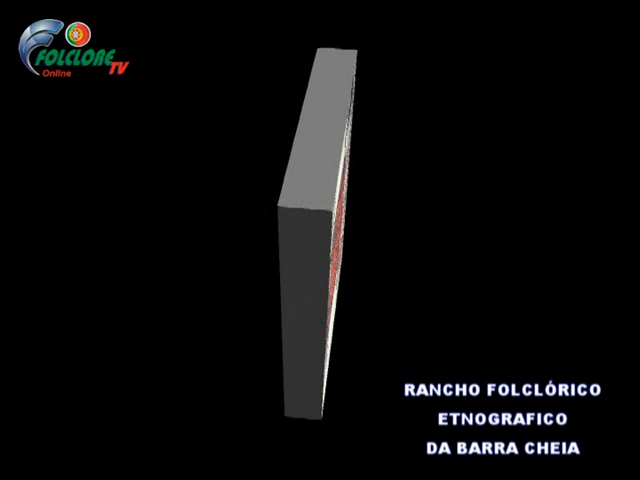 FOLCLORE
TV
Online
RANCHO FOLCLÓRICO
ETNOGRAFICO
DA BARRA CHEIA